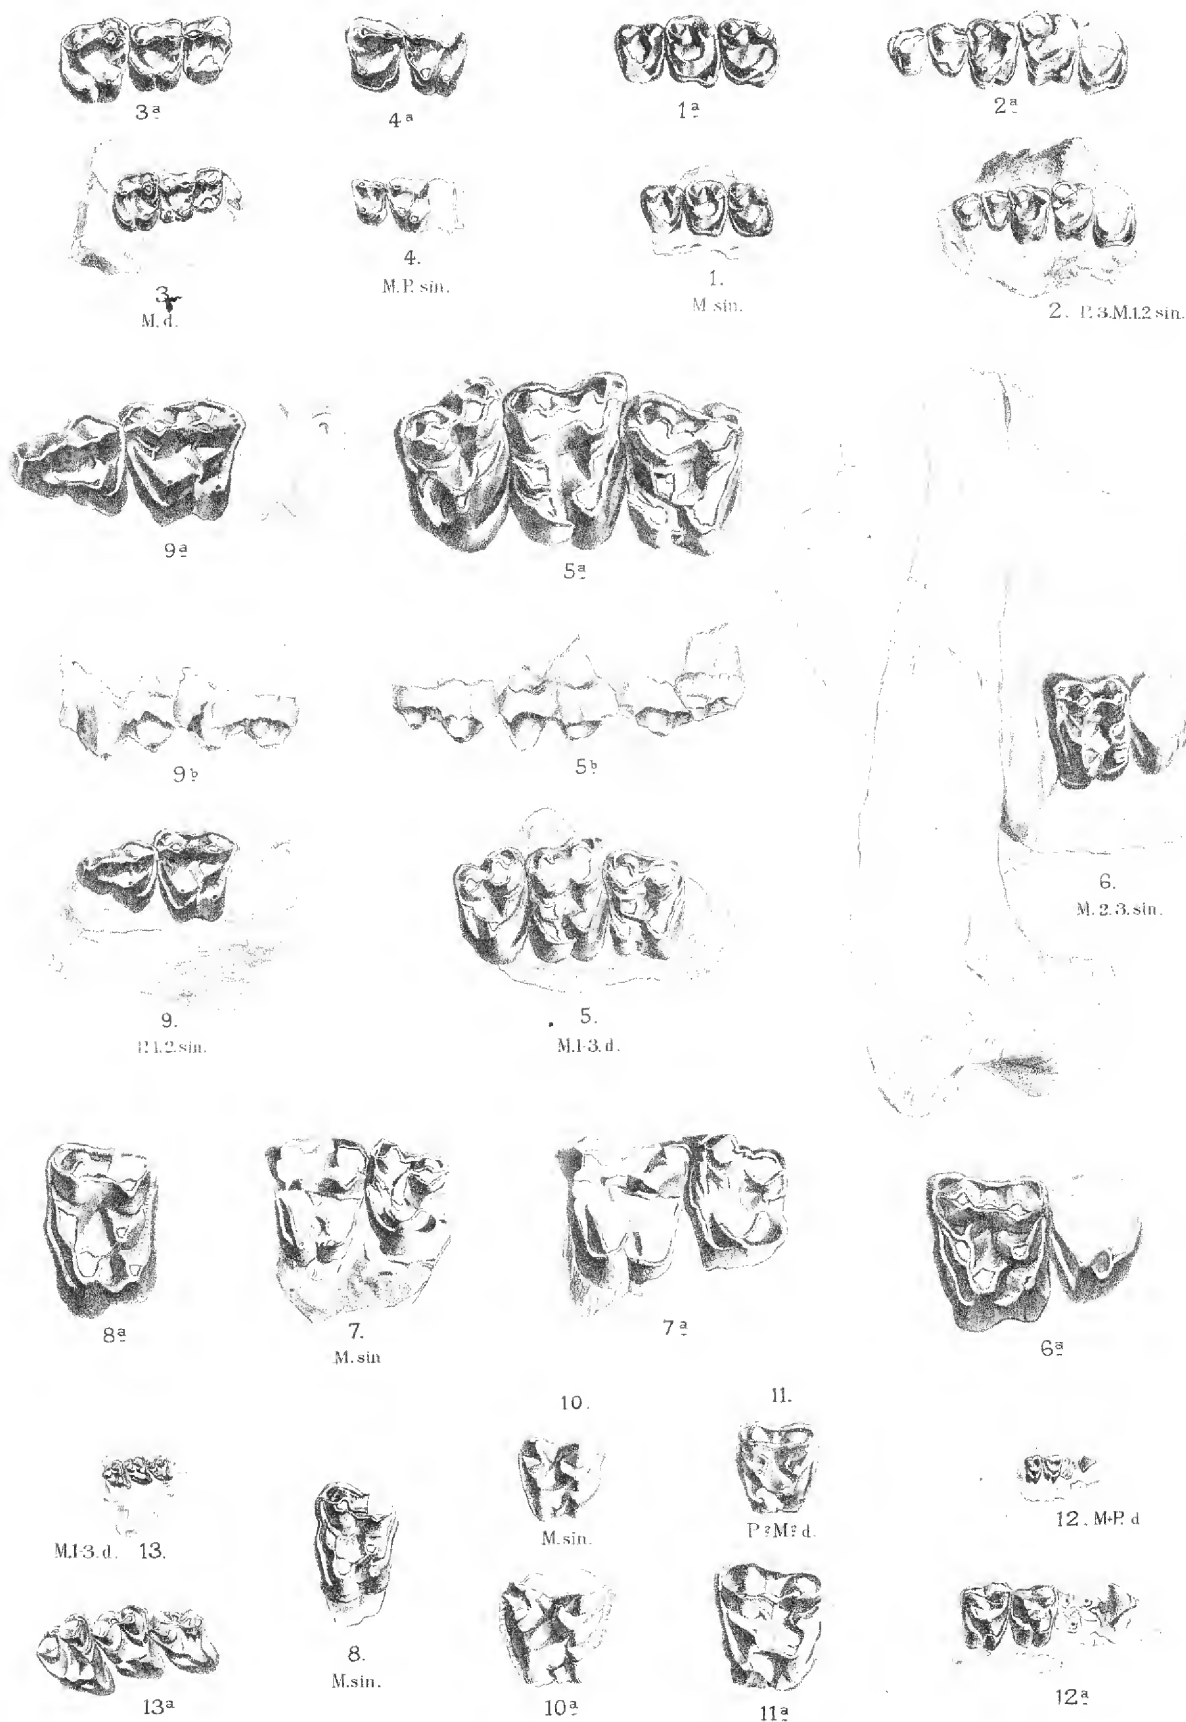 3ª
4ª
1ª
2ª
3.
M. d.
4.
M.P. sin.
1.
M sin.
2. P. 3. M.1.2 sin.
9ª
5ª
9b
5b
6.
M. 2. 3. sin.
9.
P. 1. 2. sin.
5.
M.1-3. d.
8ª
7.
M. sin
7ª
6ª
10.
11.
M.1-3. d. 13.
M. sin.
P?M? d.
12. M+P. d
13ª
8.
M.sin.
10ª
11ª
12ª